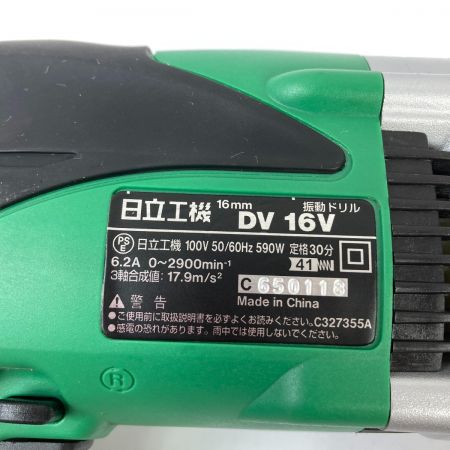 日立工機 16mm 振動ドリル DV 16V
PS E 日立工機 100V 50/60Hz 590W 定格30分
6.2A 0~2900min⁻¹ 41
3軸合成値: 17.9m/s²
C 650118
警告 Made in China
●ご使用前に取扱説明書を必ずよくお読みください。C327355A
●感電の恐れがあります。雨中では使用しないでください。
®